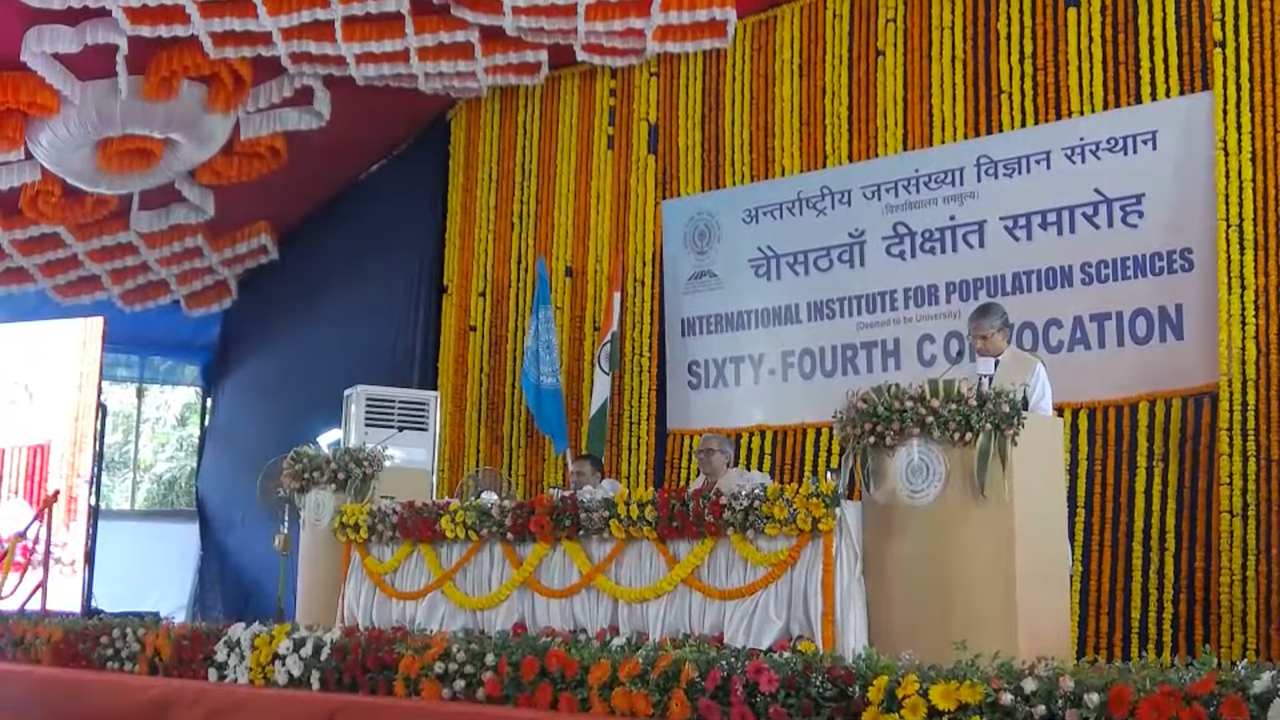 अन्तर्राष्ट्रीय जनसंख्या विज्ञान संस्थान
(विश्वविद्यालय समतुल्य)
चौसठवाँ दीक्षांत समारोह
INTERNATIONAL INSTITUTE FOR POPULATION SCIENCES
(Deemed to be University)
SIXTY-FOURTH CONVOCATION
IIPS